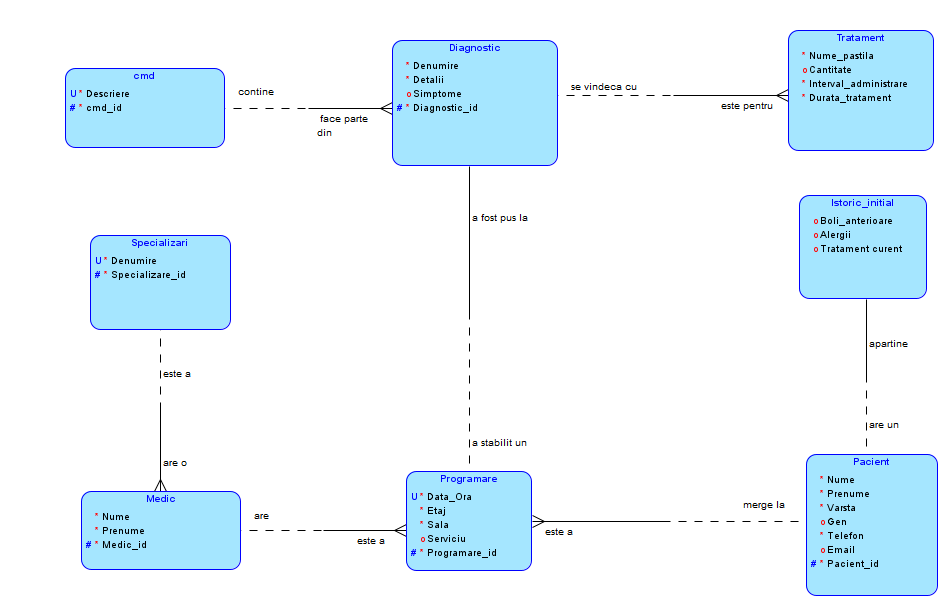 cmd
U * Descriere
# * cmd_id
contine
face parte
din
Diagnostic
* Denumire
* Detalii
o Simptome
# * Diagnostic_id
se vindeca cu
este pentru
Tratament
* Nume_pastila
o Cantitate
* Interval_administrare
* Durata_tratament
a fost pus la
a stabilit un
Istoric_initial
o Boli_anterioare
o Alergii
o Tratament curent
apartine
are un
Specializari
U * Denumire
# * Specializare_id
este a
are o
Medic
* Nume
* Prenume
# * Medic_id
are
este a
Programare
U * Data_Ora
* Etaj
* Sala
o Serviciu
# * Programare_id
este a
merge la
Pacient
* Nume
* Prenume
* Varsta
o Gen
* Telefon
o Email
# * Pacient_id